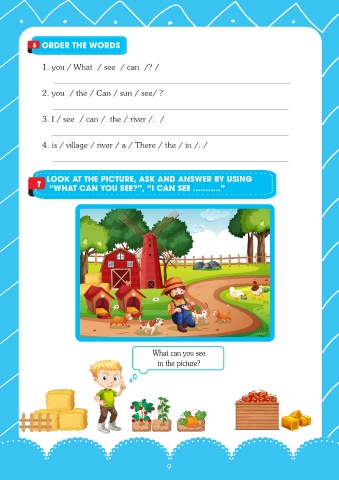 6 ORDER THE WORDS
1. you / What / see / can /? /
2. you / the / Can / sun / see/ ?
3. I / see / can / the / river /. /
4. is / village / river / a / There / the / in /. /
7 LOOK AT THE PICTURE, ASK AND ANSWER BY USING
"WHAT CAN YOU SEE?", "I CAN SEE ............"
What can you see
in the picture?
9